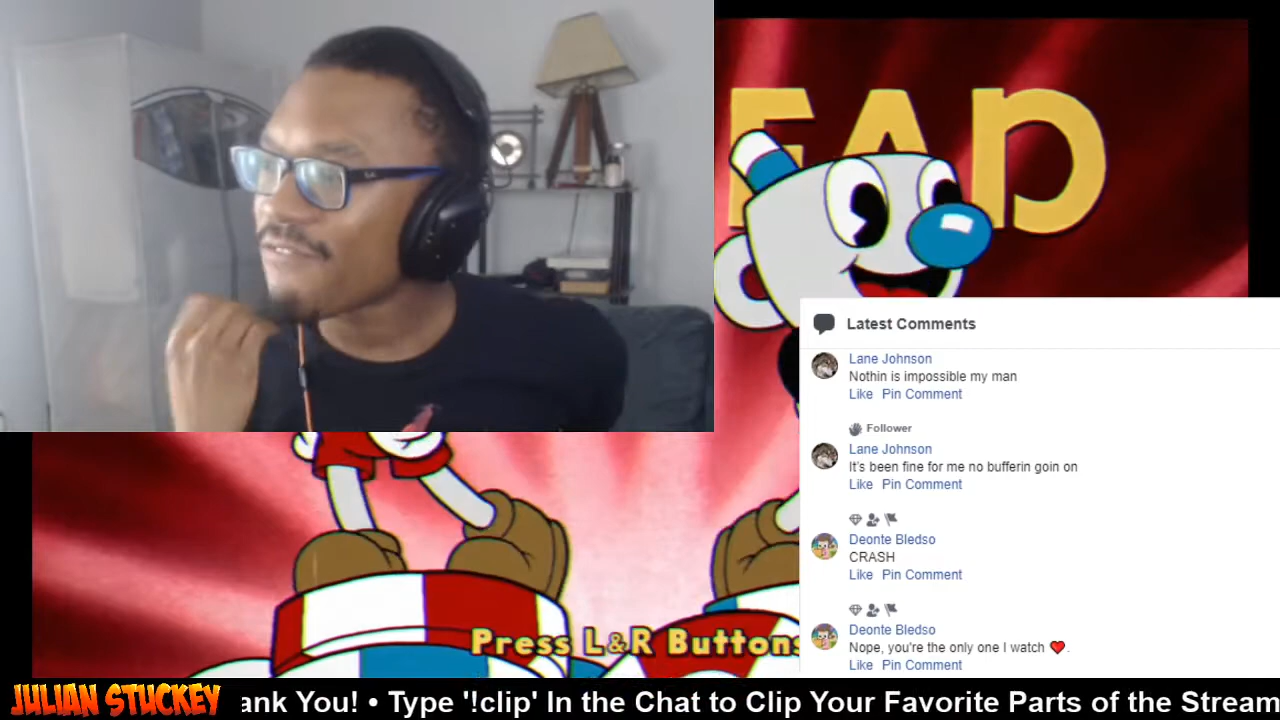 EAD
Latest Comments
Lane Johnson
Nothin is impossible my man
Like Pin Comment
Follower
Lane Johnson
It's been fine for me no bufferin goin on
Like Pin Comment
Deonte Bledso
CRASH
Like Pin Comment
Deonte Bledso
Nope, you're the only one I watch ❤️.
Like Pin Comment
Press L&R Buttons
JULIAN STUCKEY
ank You! • Type '!clip' In the Chat to Clip Your Favorite Parts of the Stream